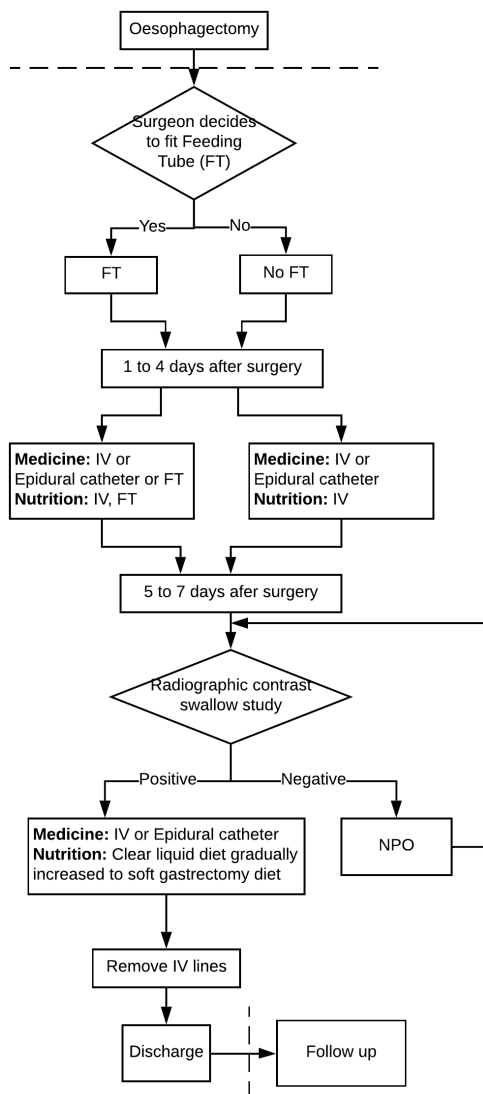 Oesophagectomy
Surgeon decides
to fit Feeding
Tube (FT)
Yes
No
FT
No FT
1 to 4 days after surgery
Medicine: IV or
Epidural catheter or FT
Nutrition: IV, FT
Medicine: IV or
Epidural catheter
Nutrition: IV
5 to 7 days afer surgery
Radiographic contrast
swallow study
Positive
Negative
Medicine: IV or Epidural catheter
Nutrition: Clear liquid diet gradually
increased to soft gastrectomy diet
NPO
Remove IV lines
Discharge
Follow up